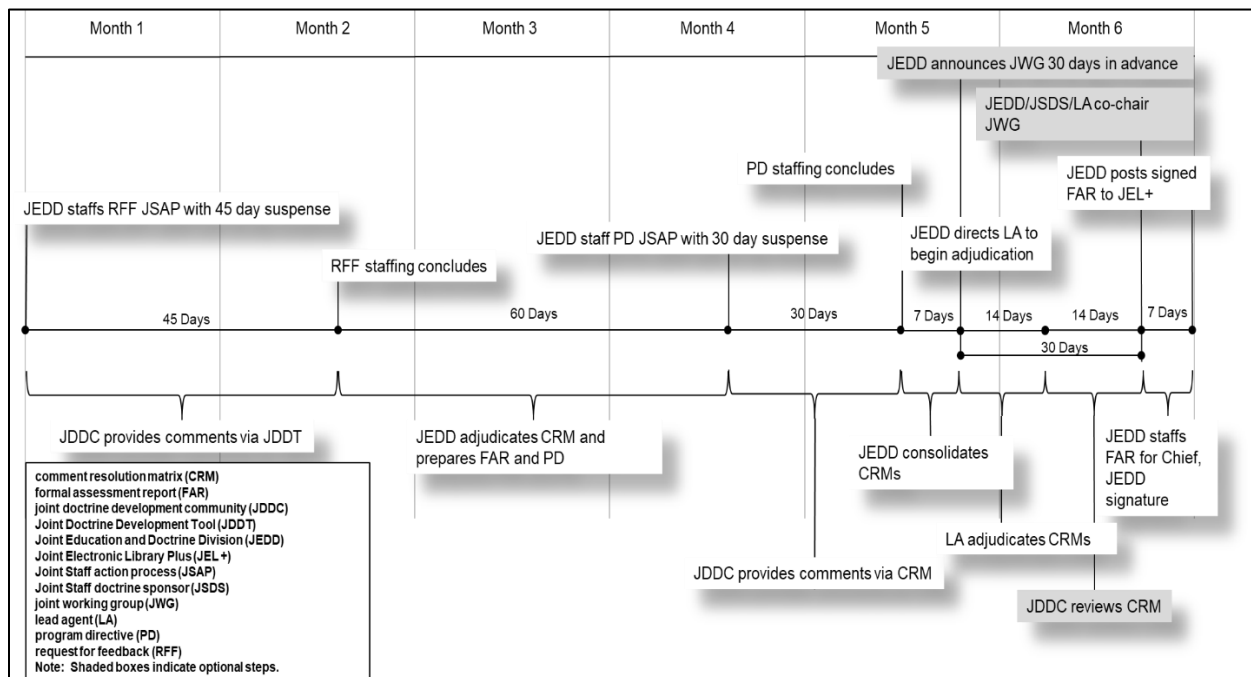 Month 1
Month 2
Month 3
Month 4
Month 5
Month 6
JEDD announces JWG 30 days in advance
JEDD/JSDS/LA co-chair
JWG
PD staffing concludes
JEDD posts signed
FAR to JEL+
JEDD staffs RFF JSAP with 45 day suspense
JEDD staff PD JSAP with 30 day suspense
JEDD directs LA to
begin adjudication
RFF staffing concludes
45 Days
60 Days
30 Days
7 Days
14 Days
14 Days
7 Days
30 Days
JDDC provides comments via JDDT
JEDD adjudicates CRM and
prepares FAR and PD
JEDD consolidates
CRMs
JEDD staffs
FAR for Chief,
JEDD
signature
LA adjudicates CRMs
JDDC provides comments via CRM
JDDC reviews CRM
comment resolution matrix (CRM)
formal assessment report (FAR)
joint doctrine development community (JDDC)
Joint Doctrine Development Tool (JDDT)
Joint Education and Doctrine Division (JEDD)
Joint Electronic Library Plus (JEL+)
Joint Staff action process (JSAP)
Joint Staff doctrine sponsor (JSDS)
joint working group (JWG)
lead agent (LA)
program directive (PD)
request for feedback (RFF)
Note: Shaded boxes indicate optional steps.